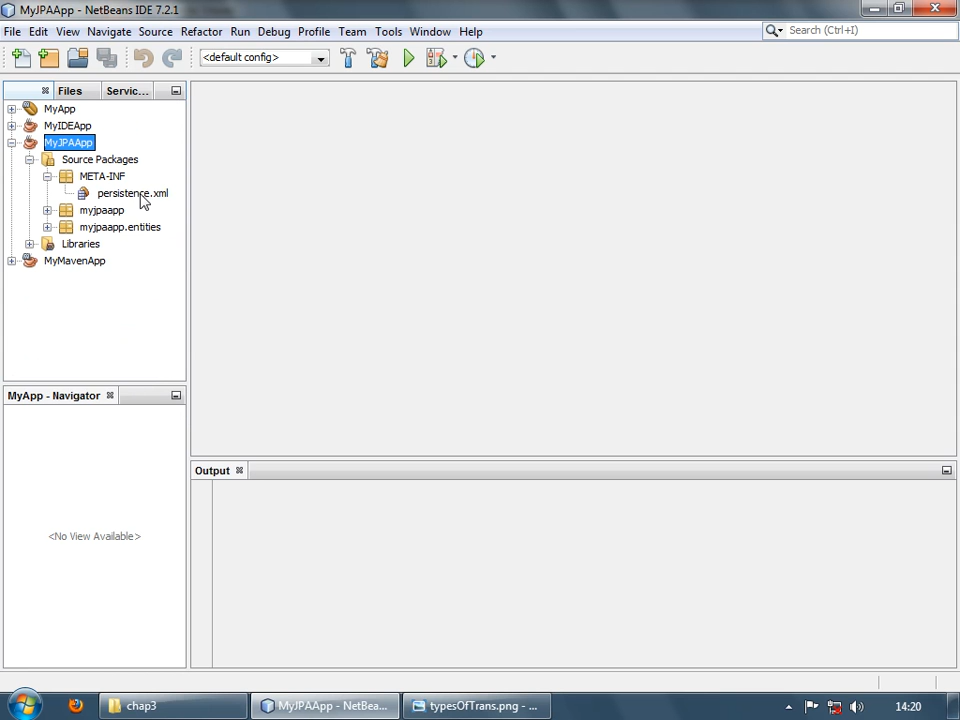 MyJPAApp - NetBeans IDE 7.2.1
File Edit View Navigate Source Refactor Run Debug Profile Team Tools Window Help
Search (Ctrl+I)
<default config>
Files Servic...
MyApp
MyIDEApp
MyJPAApp
Source Packages
META-INF
persistence.xml
myjpaapp
myjpaapp.entities
Libraries
MyMavenApp
MyApp - Navigator
<No View Available>
Output
chap3
MyJPAApp - NetBea...
typesOfTrans.png - ...
14:20